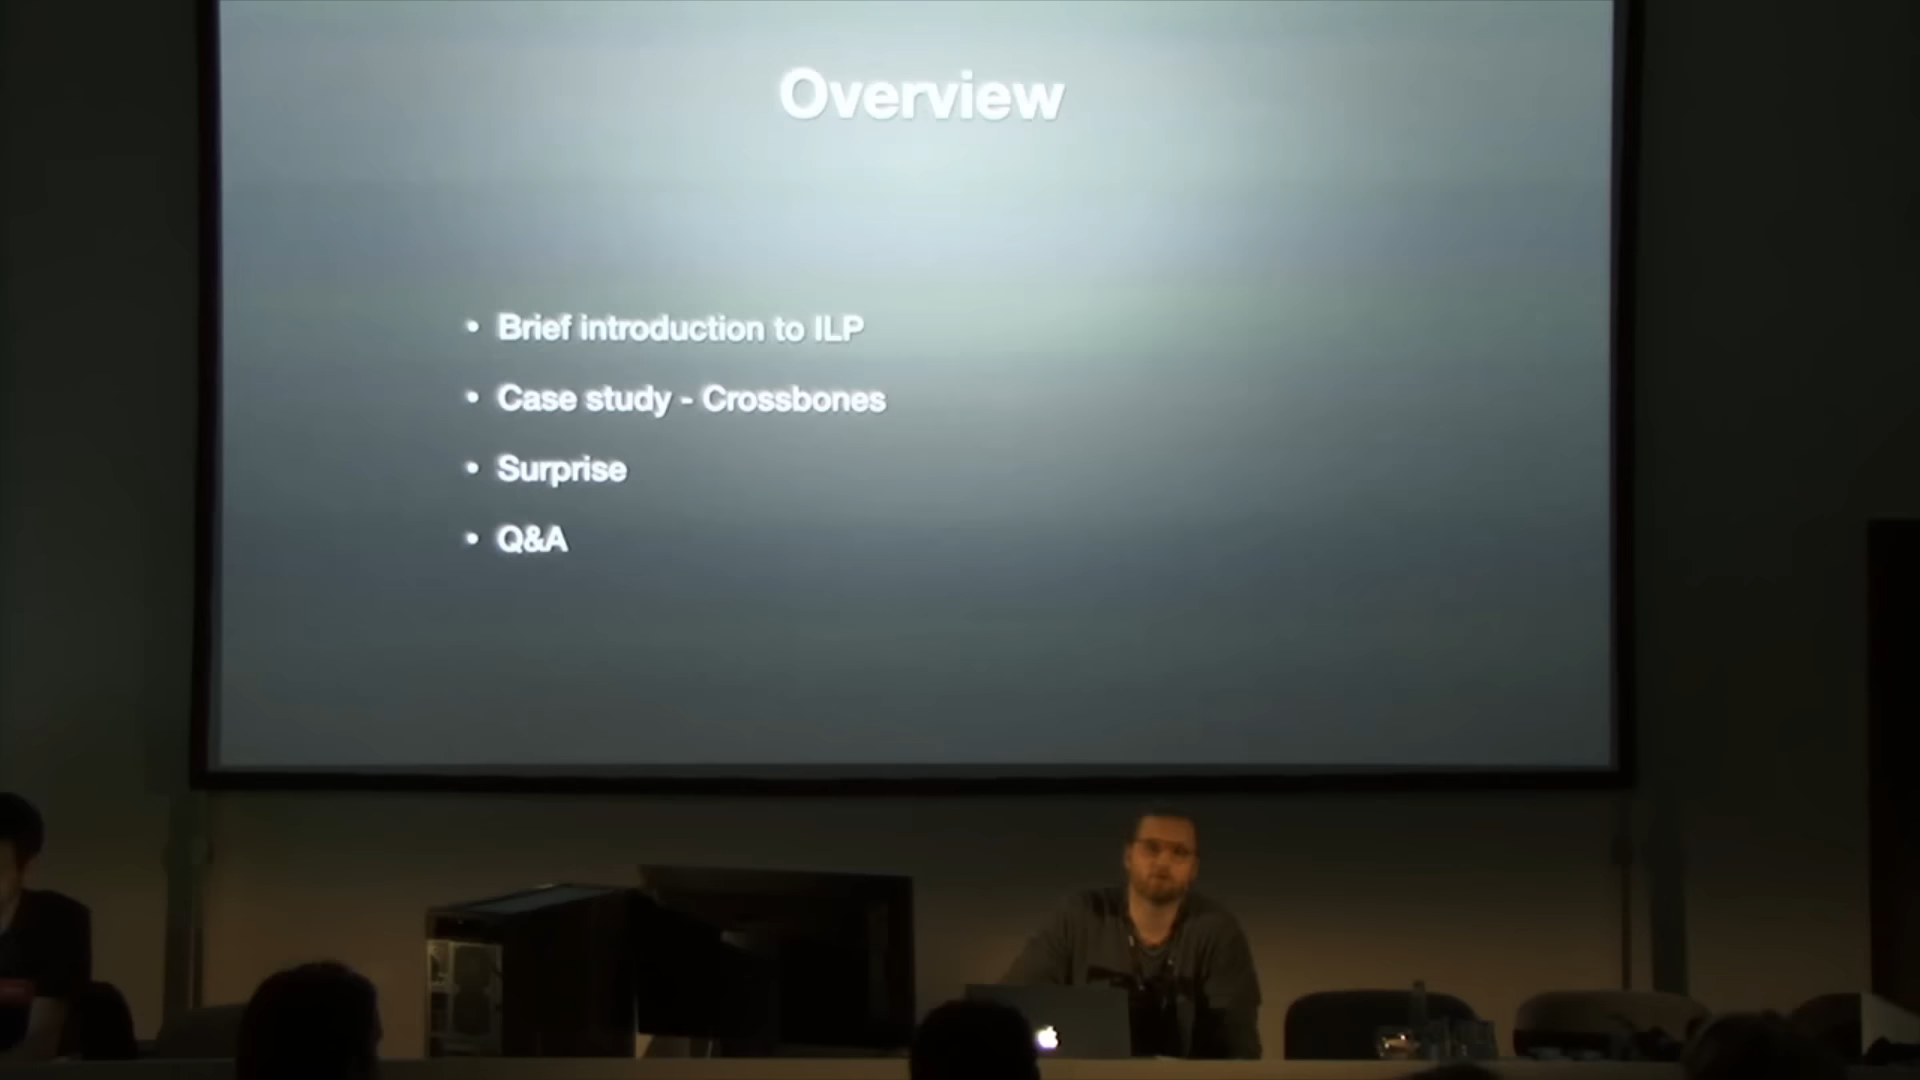 Overview
• Brief introduction to ILP
• Case study - Crossbones
• Surprise
• Q&A